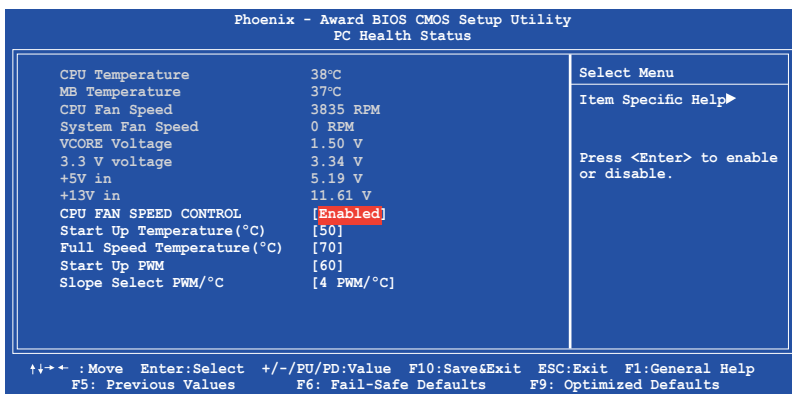 Phoenix - Award BIOS CMOS Setup Utility
PC Health Status
CPU Temperature 38°C
MB Temperature 37°C
CPU Fan Speed 3835 RPM
System Fan Speed 0 RPM
VCORE Voltage 1.50 V
3.3 V voltage 3.34 V
+5V in 5.19 V
+13V in 11.61 V
CPU FAN SPEED CONTROL [Enabled]
Start Up Temperature(°C) [50]
Full Speed Temperature(°C) [70]
Start Up PWM [60]
Slope Select PWM/°C [4 PWM/°C]
Select Menu
Item Specific Help►
Press <Enter> to enable
or disable.
↑↓→← :Move Enter:Select +/-/PU/PD:Value F10:Save&Exit ESC:Exit F1:General Help
F5: Previous Values F6: Fail-Safe Defaults F9: Optimized Defaults